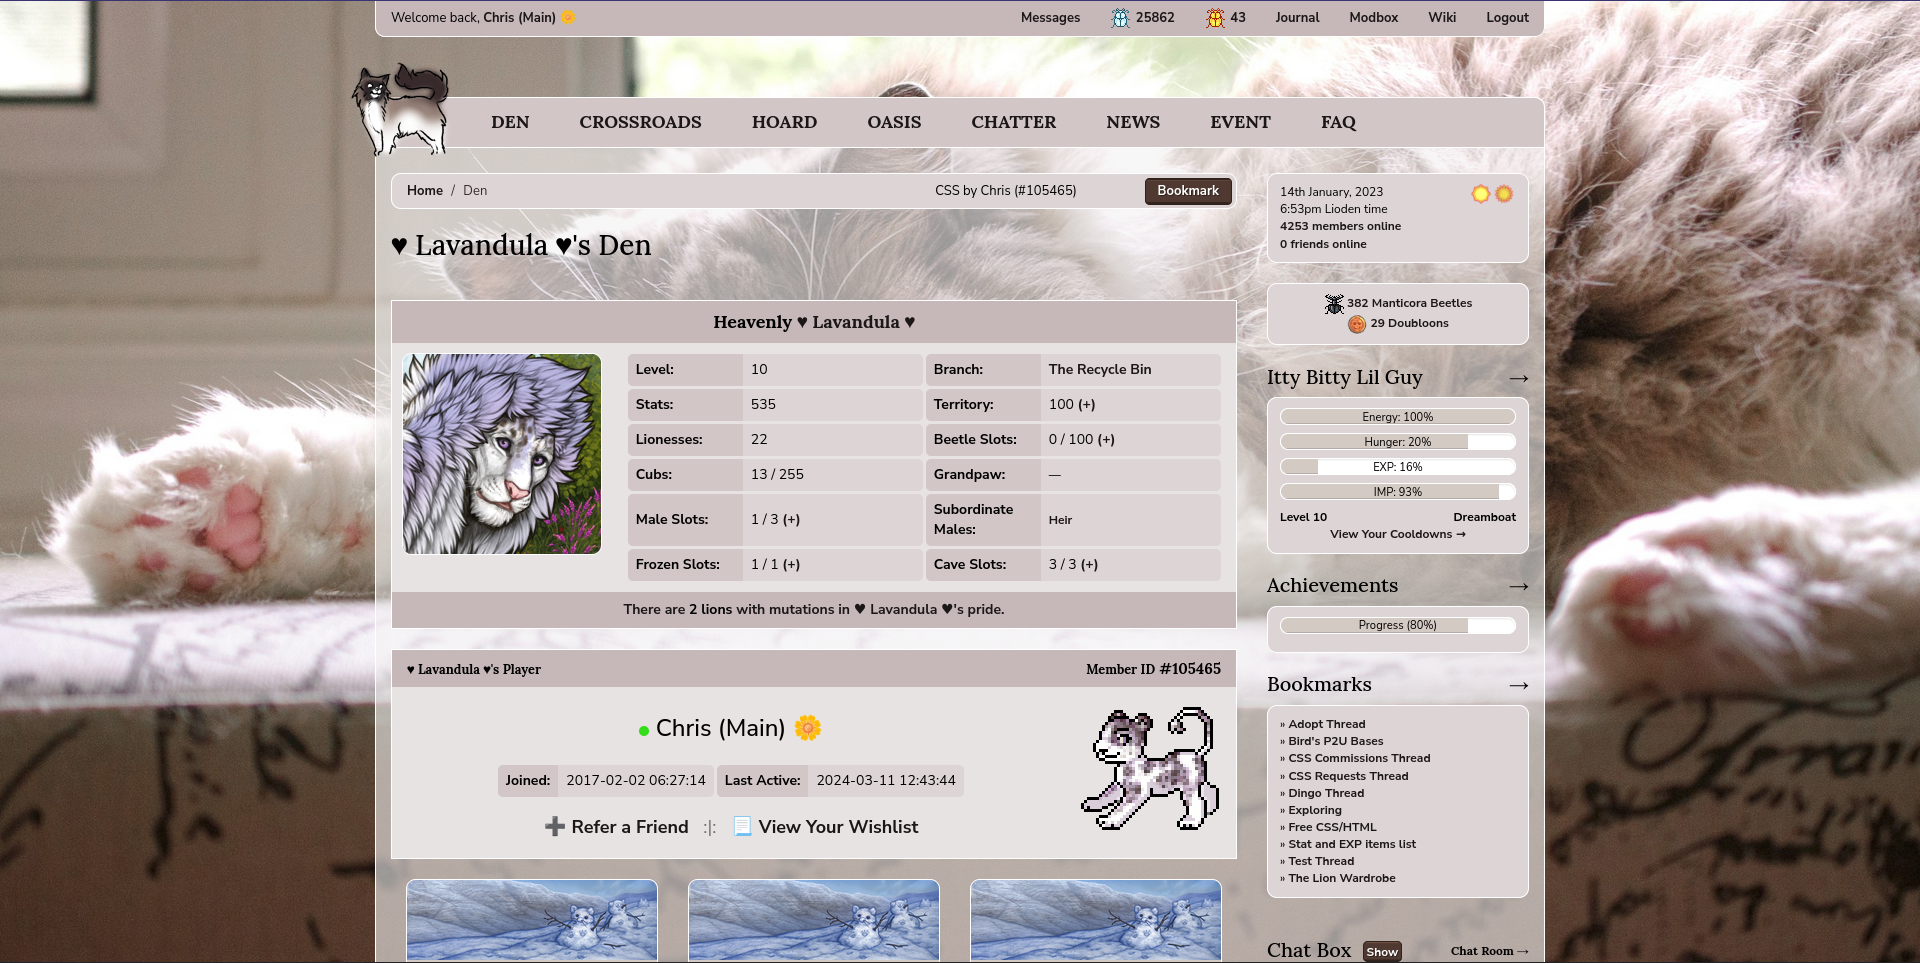 Welcome back, Chris (Main) 🌼
Messages 25862 43 Journal Modbox Wiki Logout
DEN CROSSROADS HOARD OASIS CHATTER NEWS EVENT FAQ
Home / Den CSS by Chris (#105465) Bookmark
♥ Lavandula ♥'s Den
Heavenly ♥ Lavandula ♥
Level: 10 Branch: The Recycle Bin
Stats: 535 Territory: 100 (+)
Lionesses: 22 Beetle Slots: 0 / 100 (+)
Cubs: 13 / 255 Grandpaw: —
Male Slots: 1 / 3 (+) Subordinate Males: Heir
Frozen Slots: 1 / 1 (+) Cave Slots: 3 / 3 (+)
There are 2 lions with mutations in ♥ Lavandula ♥'s pride.
♥ Lavandula ♥'s Player Member ID #105465
Chris (Main) 🌼
Joined: 2017-02-02 06:27:14 Last Active: 2024-03-11 12:43:44
➕ Refer a Friend :|: 📃 View Your Wishlist
14th January, 2023
6:53pm Lioden time
4253 members online
0 friends online
382 Manticora Beetles
29 Doubloons
Itty Bitty Lil Guy →
Energy: 100%
Hunger: 20%
EXP: 16%
IMP: 93%
Level 10 Dreamboat
View Your Cooldowns →
Achievements →
Progress (80%)
Bookmarks →
» Adopt Thread
» Bird's P2U Bases
» CSS Commissions Thread
» CSS Requests Thread
» Dingo Thread
» Exploring
» Free CSS/HTML
» Stat and EXP items list
» Test Thread
» The Lion Wardrobe
Chat Box Show Chat Room →